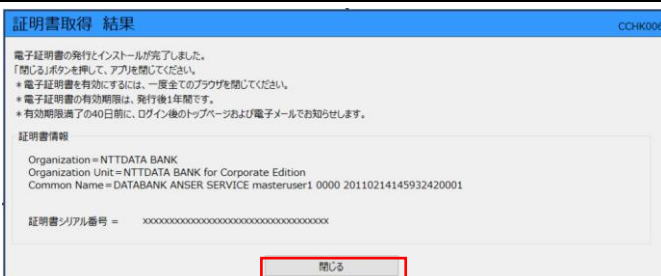 証明書取得 結果
CCHK006
電子証明書の発行とインストールが完了しました。
「閉じる」ボタンを押して、アプリを閉じてください。
＊電子証明書を有効にするには、一度全てのブラウザを閉じてください。
＊電子証明書の有効期限は、発行後1年間です。
＊有効期限満了の40日前に、ログイン後のトップページおよび電子メールでお知らせします。
証明書情報
Organization=NTTDATA BANK
Organization Unit=NTTDATA BANK for Corporate Edition
Common Name=DATABANK ANSER SERVICE masteruser1 0000 20110214145932420001
証明書シリアル番号 = xxxxxxxxxxxxxxxxxxxxxxxxxxxxxxxxxxxx
閉じる